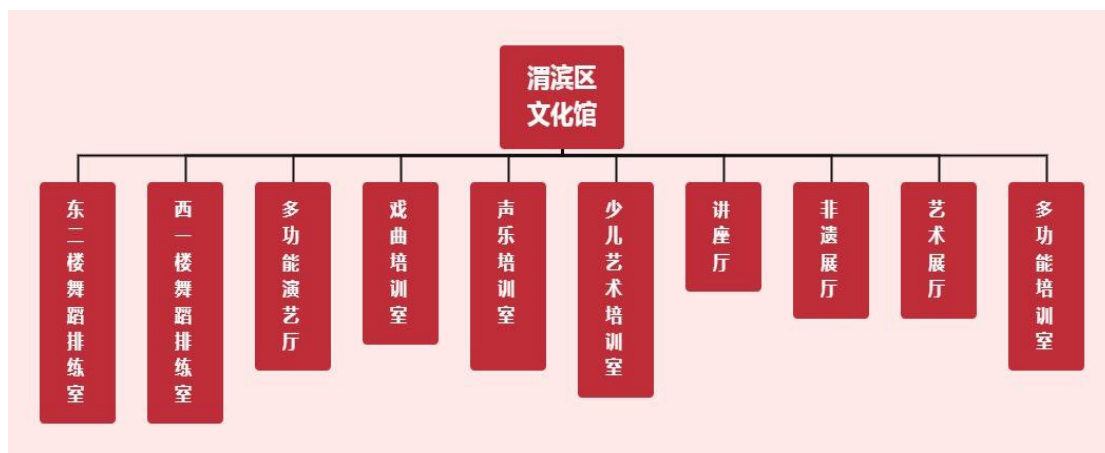 渭滨区
文化馆
东二楼舞蹈排练室
西一楼舞蹈排练室
多功能演艺厅
戏曲培训室
声乐培训室
少儿艺术培训室
讲座厅
非遗展厅
艺术展厅
多功能培训室